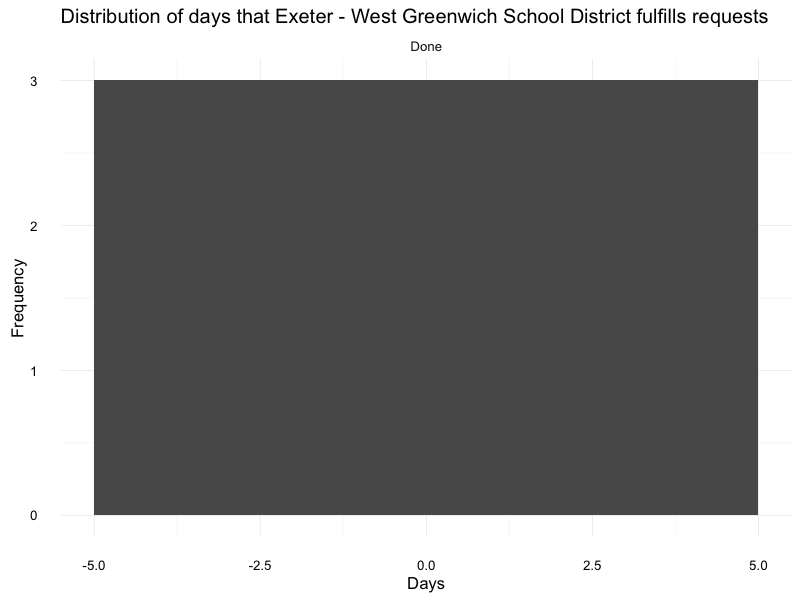 Distribution of days that Exeter - West Greenwich School District fulfills requests
Done
3
2
1
0
Frequency
-5.0 -2.5 0.0 2.5 5.0
Days